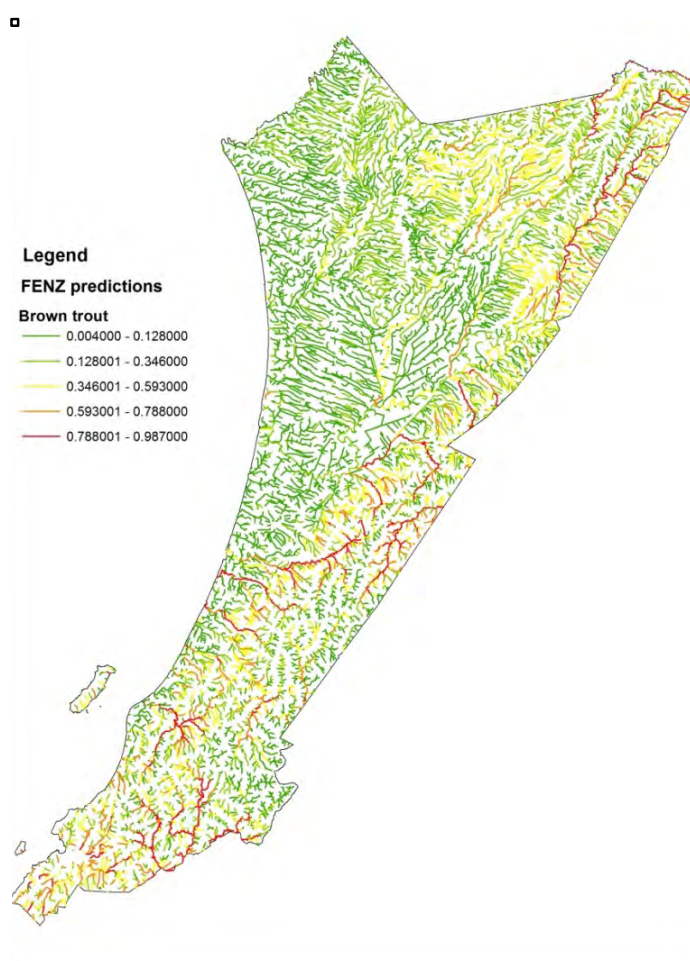 Legend
FENZ predictions
Brown trout
0.004000 - 0.128000
0.128001 - 0.346000
0.346001 - 0.593000
0.593001 - 0.788000
0.788001 - 0.987000